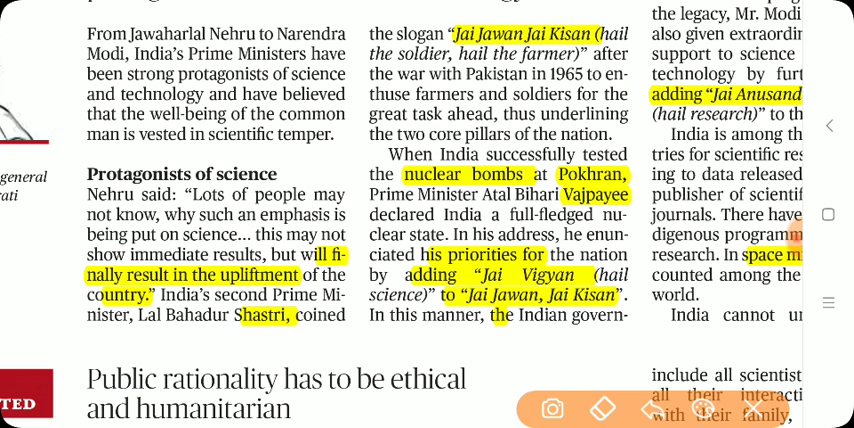 From Jawaharlal Nehru to Narendra
Modi, India's Prime Ministers have
been strong protagonists of science
and technology and have believed
that the well-being of the common
man is vested in scientific temper.
Protagonists of science
Nehru said: “Lots of people may
not know, why such an emphasis is
being put on science... this may not
show immediate results, but will fi-
nally result in the upliftment of the
country.” India's second Prime Mi-
nister, Lal Bahadur Shastri, coined
the slogan “Jai Jawan Jai Kisan (hail
the soldier, hail the farmer)” after
the war with Pakistan in 1965 to en-
thuse farmers and soldiers for the
great task ahead, thus underlining
the two core pillars of the nation.
When India successfully tested
the nuclear bombs at Pokhran,
Prime Minister Atal Bihari Vajpayee
declared India a full-fledged nu-
clear state. In his address, he enun-
ciated his priorities for the nation
by adding “Jai Vigyan (hail
science)” to “Jai Jawan, Jai Kisan”.
In this manner, the Indian govern-
the legacy, Mr. Modi
also given extraordin
support to science
technology by furt
adding “Jai Anusand
(hail research)” to th
India is among th
tries for scientific res
ing to data released
publisher of scientif
journals. There have
digenous programm
research. In space m
counted among the
world.
India cannot un
general
rati
TED
Public rationality has to be ethical
and humanitarian
include all scientist
all their interacti
with their family,